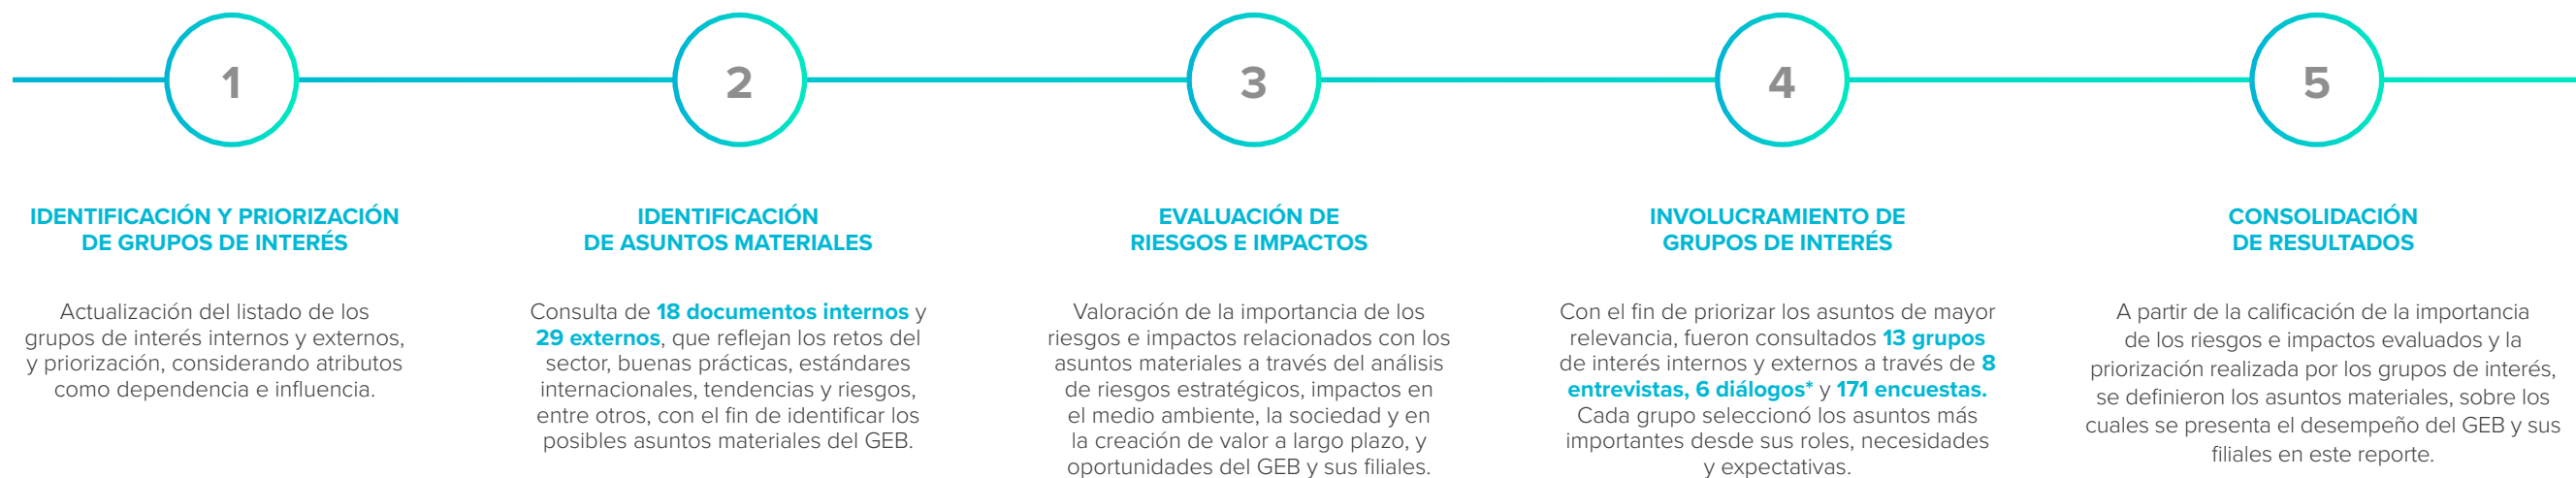 1
IDENTIFICACIÓN Y PRIORIZACIÓN
DE GRUPOS DE INTERÉS
Actualización del listado de los
grupos de interés internos y externos,
y priorización, considerando atributos
como dependencia e influencia.
2
IDENTIFICACIÓN
DE ASUNTOS MATERIALES
Consulta de 18 documentos internos y
29 externos, que reflejan los retos del
sector, buenas prácticas, estándares
internacionales, tendencias y riesgos,
entre otros, con el fin de identificar los
posibles asuntos materiales del GEB.
3
EVALUACIÓN DE
RIESGOS E IMPACTOS
Valoración de la importancia de los
riesgos e impactos relacionados con los
asuntos materiales a través del análisis
de riesgos estratégicos, impactos en
el medio ambiente, la sociedad y en
la creación de valor a largo plazo, y
oportunidades del GEB y sus filiales.
4
INVOLUCRAMIENTO DE
GRUPOS DE INTERÉS
Con el fin de priorizar los asuntos de mayor
relevancia, fueron consultados 13 grupos
de interés internos y externos a través de 8
entrevistas, 6 diálogos* y 171 encuestas.
Cada grupo seleccionó los asuntos más
importantes desde sus roles, necesidades
y expectativas.
5
CONSOLIDACIÓN
DE RESULTADOS
A partir de la calificación de la importancia
de los riesgos e impactos evaluados y la
priorización realizada por los grupos de interés,
se definieron los asuntos materiales, sobre los
cuales se presenta el desempeño del GEB y sus
filiales en este reporte.